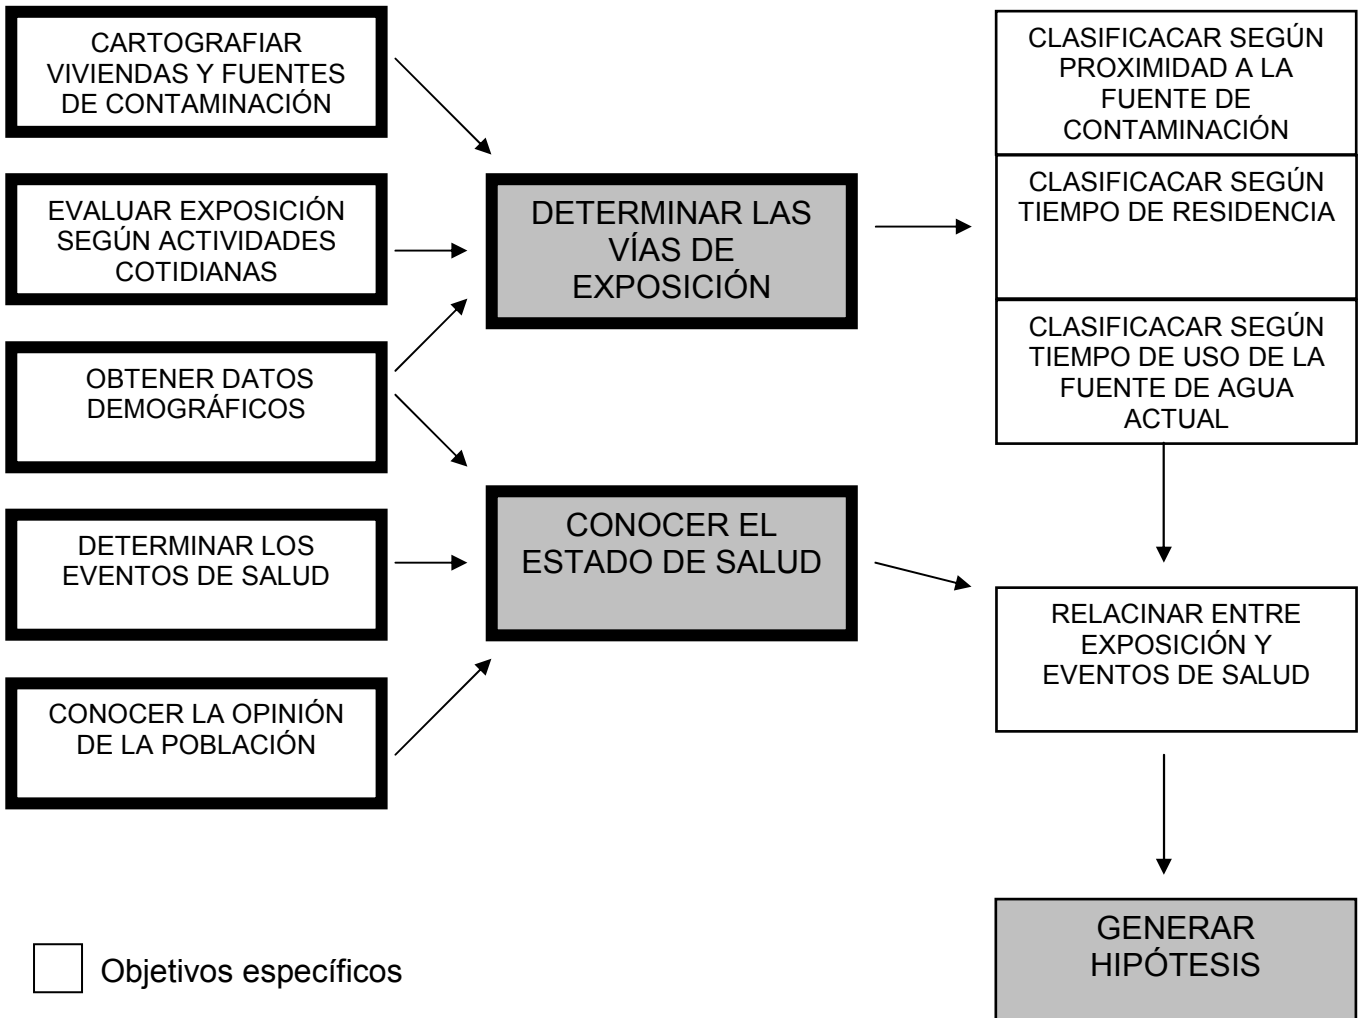 CARTOGRAFIAR
VIVIENDAS Y FUENTES
DE CONTAMINACIÓN
EVALUAR EXPOSICIÓN
SEGÚN ACTIVIDADES
COTIDIANAS
OBTENER DATOS
DEMOGRÁFICOS
DETERMINAR LOS
EVENTOS DE SALUD
CONOCER LA OPINIÓN
DE LA POBLACIÓN
DETERMINAR LAS
VÍAS DE
EXPOSICIÓN
CONOCER EL
ESTADO DE SALUD
CLASIFICACAR SEGÚN
PROXIMIDAD A LA
FUENTE DE
CONTAMINACIÓN
CLASIFICACAR SEGÚN
TIEMPO DE RESIDENCIA
CLASIFICACAR SEGÚN
TIEMPO DE USO DE LA
FUENTE DE AGUA
ACTUAL
RELACINAR ENTRE
EXPOSICIÓN Y
EVENTOS DE SALUD
GENERAR
HIPÓTESIS
Objetivos específicos